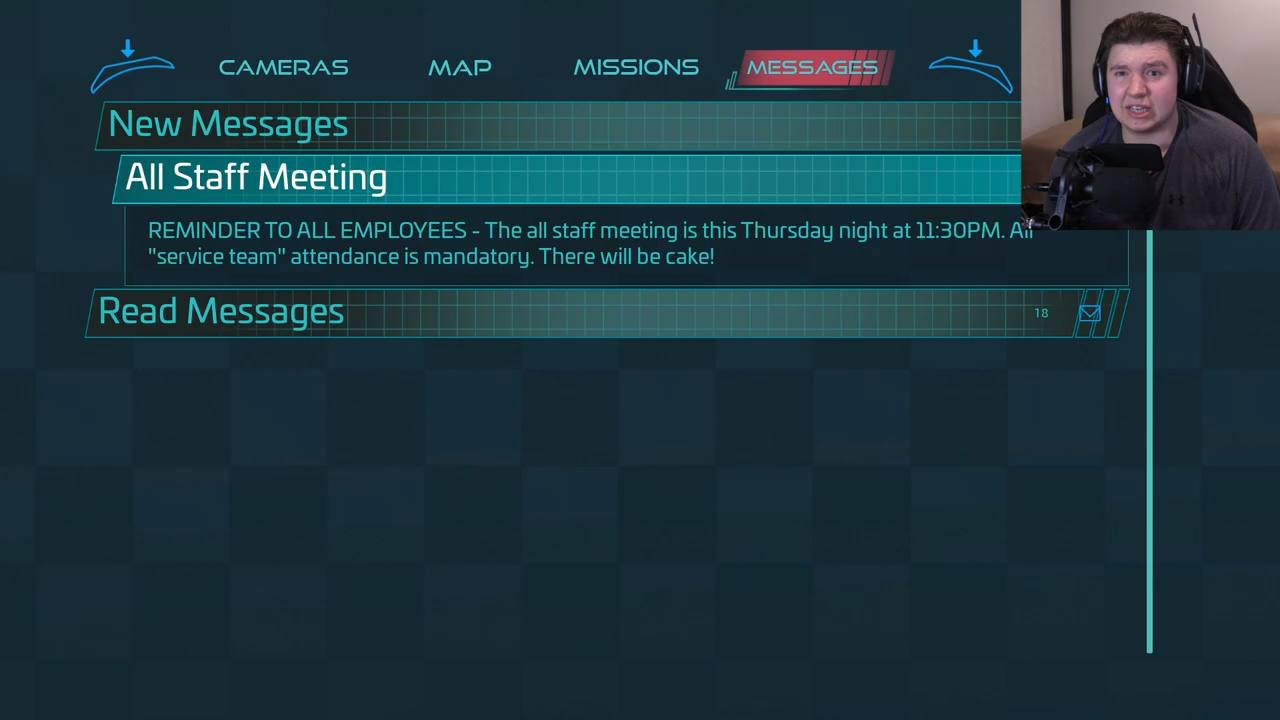 CAMERAS MAP MISSIONS MESSAGES
New Messages
All Staff Meeting
REMINDER TO ALL EMPLOYEES - The all staff meeting is this Thursday night at 11:30PM. All
"service team" attendance is mandatory. There will be cake!
Read Messages 18